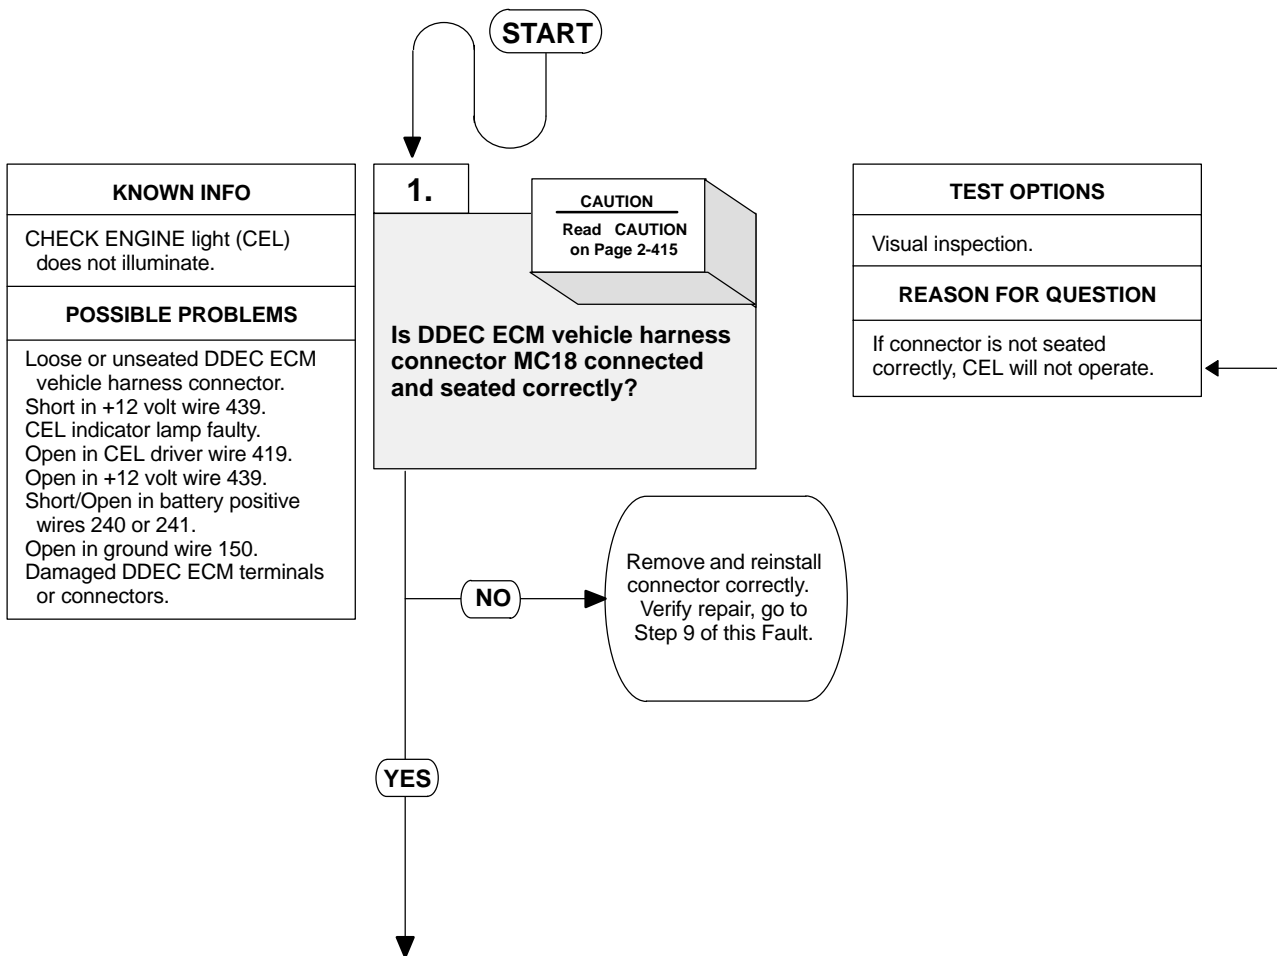 START
KNOWN INFO
CHECK ENGINE light (CEL)
does not illuminate.
POSSIBLE PROBLEMS
Loose or unseated DDEC ECM
vehicle harness connector.
Short in +12 volt wire 439.
CEL indicator lamp faulty.
Open in CEL driver wire 419.
Open in +12 volt wire 439.
Short/Open in battery positive
wires 240 or 241.
Open in ground wire 150.
Damaged DDEC ECM terminals
or connectors.
1.
CAUTION
Read CAUTION
on Page 2-415
Is DDEC ECM vehicle harness
connector MC18 connected
and seated correctly?
TEST OPTIONS
Visual inspection.
REASON FOR QUESTION
If connector is not seated
correctly, CEL will not operate.
NO
Remove and reinstall
connector correctly.
Verify repair, go to
Step 9 of this Fault.
YES